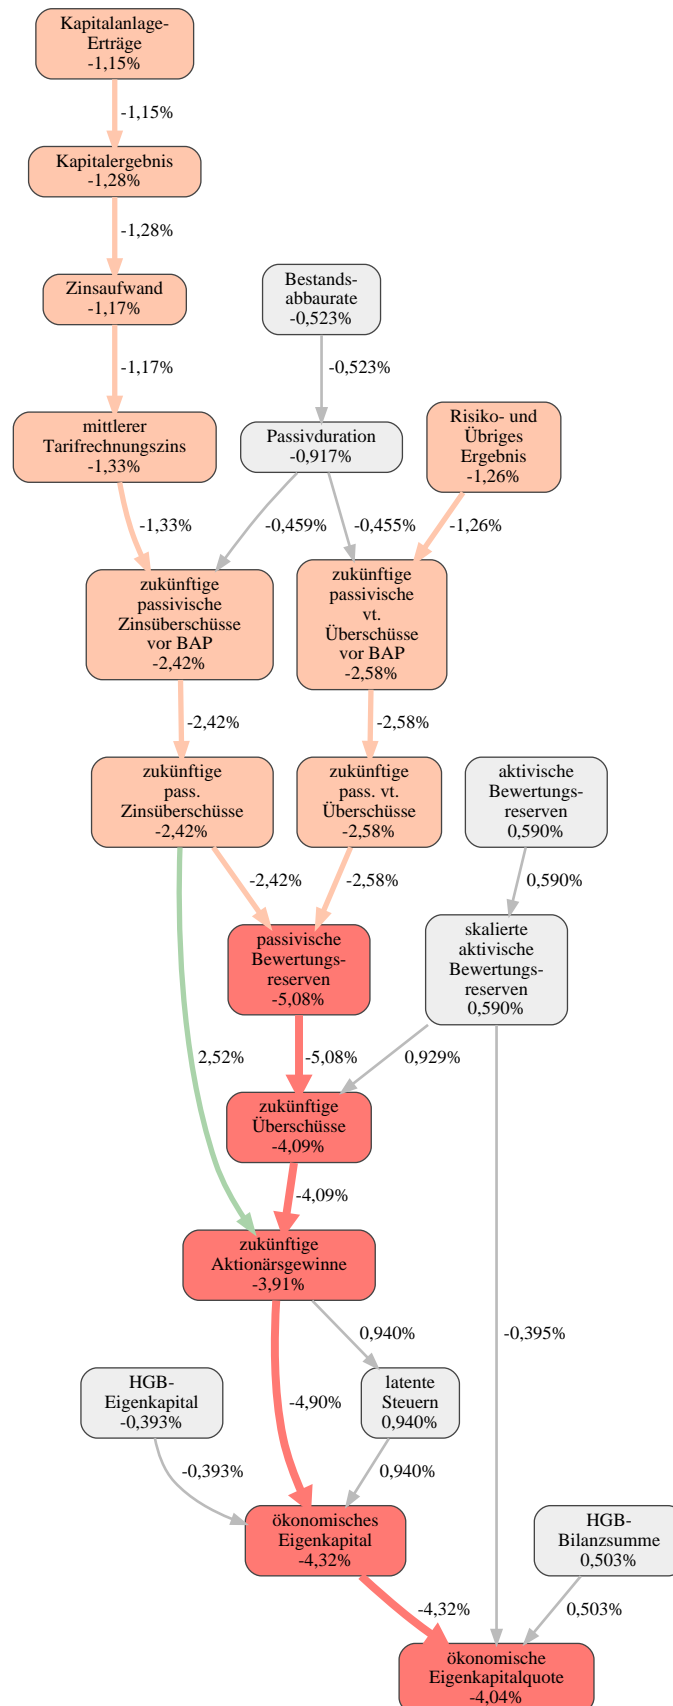 Kapitalanlage-
Erträge
-1,15%
-1,15%
Kapitalergebnis
-1,28%
-1,28%
Zinsaufwand
-1,17%
Bestands-
abbaurate
-0,523%
-1,17%
-0,523%
mittlerer
Tarifrechnungszins
-1,33%
Passivduration
-0,917%
Risiko- und
Übriges
Ergebnis
-1,26%
-1,33%
-0,459%
-0,455%
-1,26%
zukünftige
passivische
Zinsüberschüsse
vor BAP
-2,42%
zukünftige
passivische
vt.
Überschüsse
vor BAP
-2,58%
-2,42%
-2,58%
zukünftige
pass.
Zinsüberschüsse
-2,42%
zukünftige
pass. vt.
Überschüsse
-2,58%
aktivische
Bewertungs-
reserven
0,590%
-2,42%
-2,58%
0,590%
passivische
Bewertungs-
reserven
-5,08%
skalierte
aktivische
Bewertungs-
reserven
0,590%
2,52%
-5,08%
0,929%
zukünftige
Überschüsse
-4,09%
-4,09%
zukünftige
Aktionärsgewinne
-3,91%
0,940%
-0,395%
HGB-
Eigenkapital
-0,393%
-4,90%
latente
Steuern
0,940%
-0,393%
0,940%
ökonomisches
Eigenkapital
-4,32%
HGB-
Bilanzsumme
0,503%
-4,32%
0,503%
ökonomische
Eigenkapitalquote
-4,04%